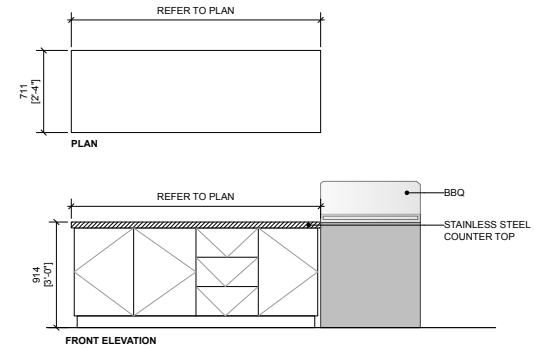 REFER TO PLAN
711
[2'-4"]
PLAN
REFER TO PLAN
BBQ
STAINLESS STEEL
COUNTER TOP
914
[3'-0"]
FRONT ELEVATION